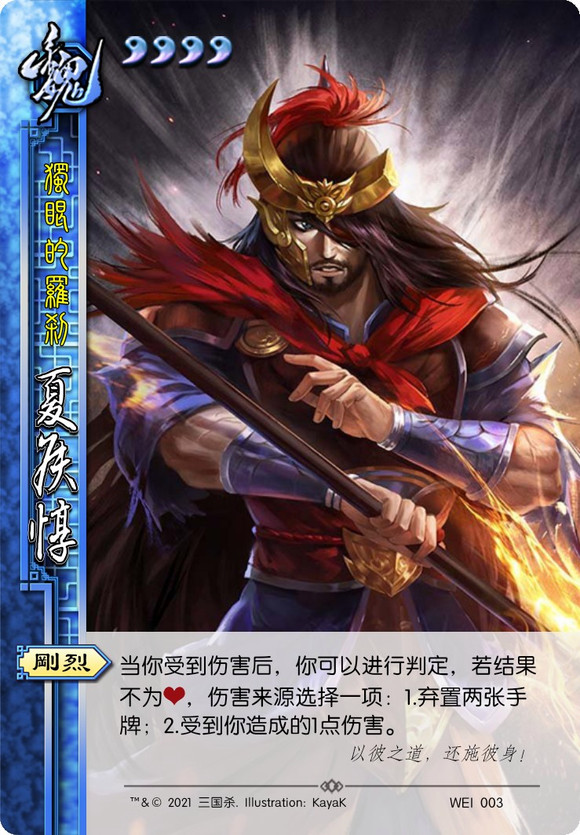 魏
獨眼的羅剎
夏侯惇
剛烈
当你受到伤害后，你可以进行判定，若结果
不为❤，伤害来源选择一项：1.弃置两张手
牌；2.受到你造成的1点伤害。
以彼之道，还施彼身！
™&© 2021 三国杀. Illustration: KayaK
WEI 003